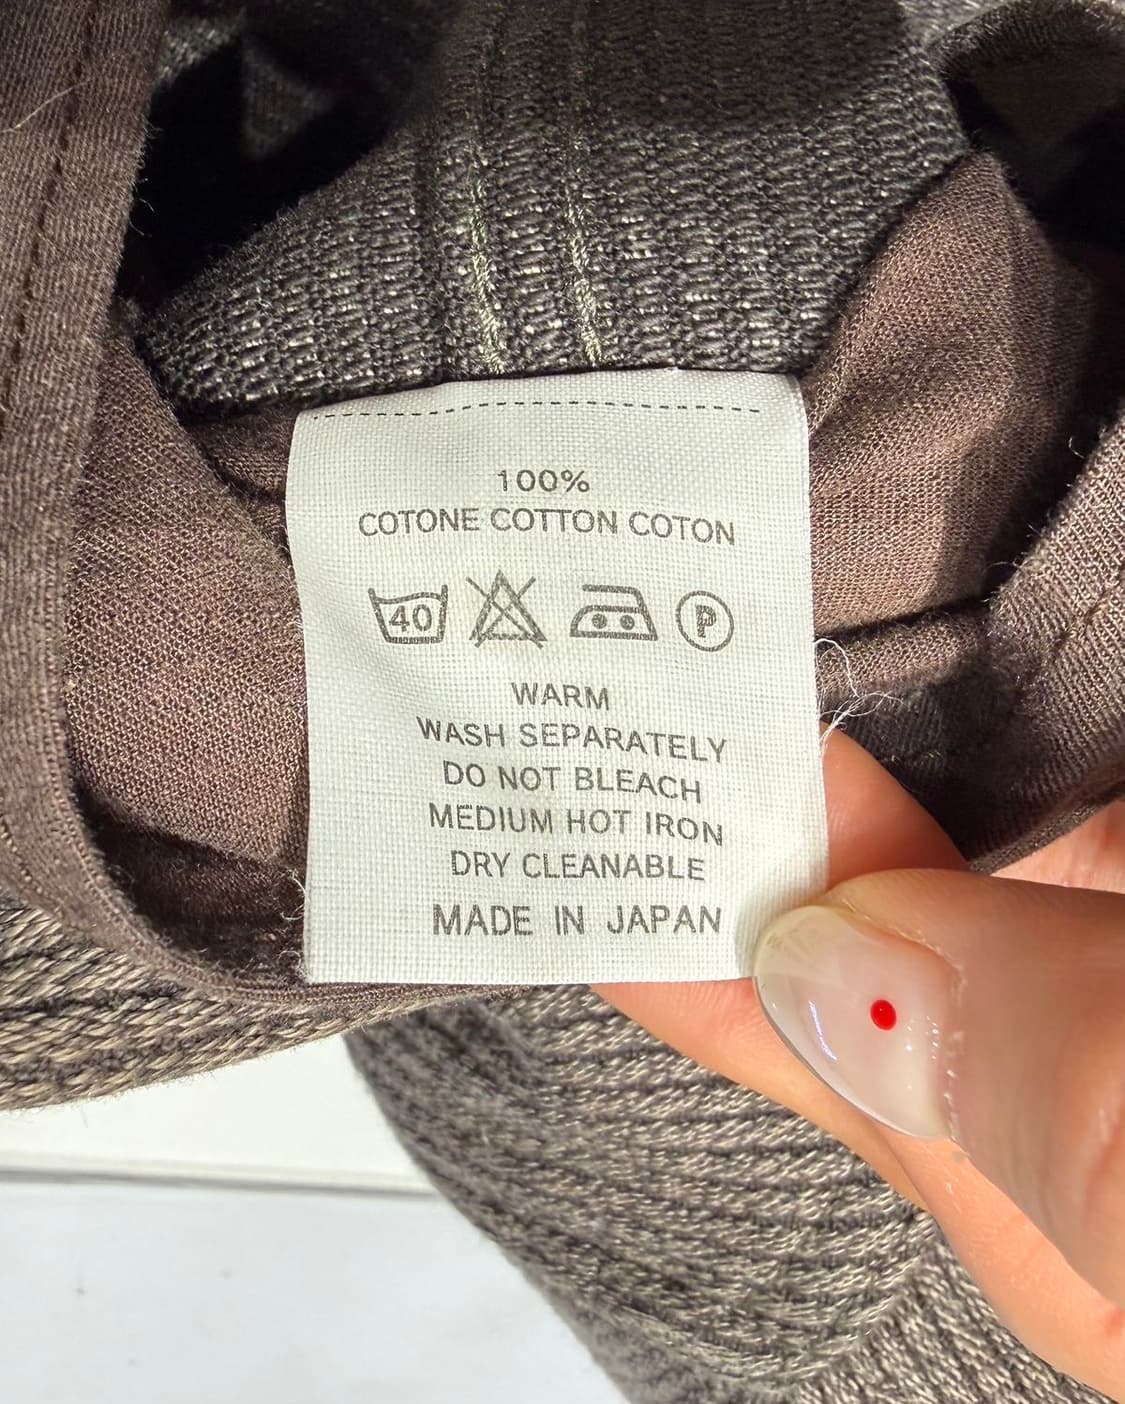 100%
COTONE COTTON COTON
40 P
WARM
WASH SEPARATELY
DO NOT BLEACH
MEDIUM HOT IRON
DRY CLEANABLE
MADE IN JAPAN